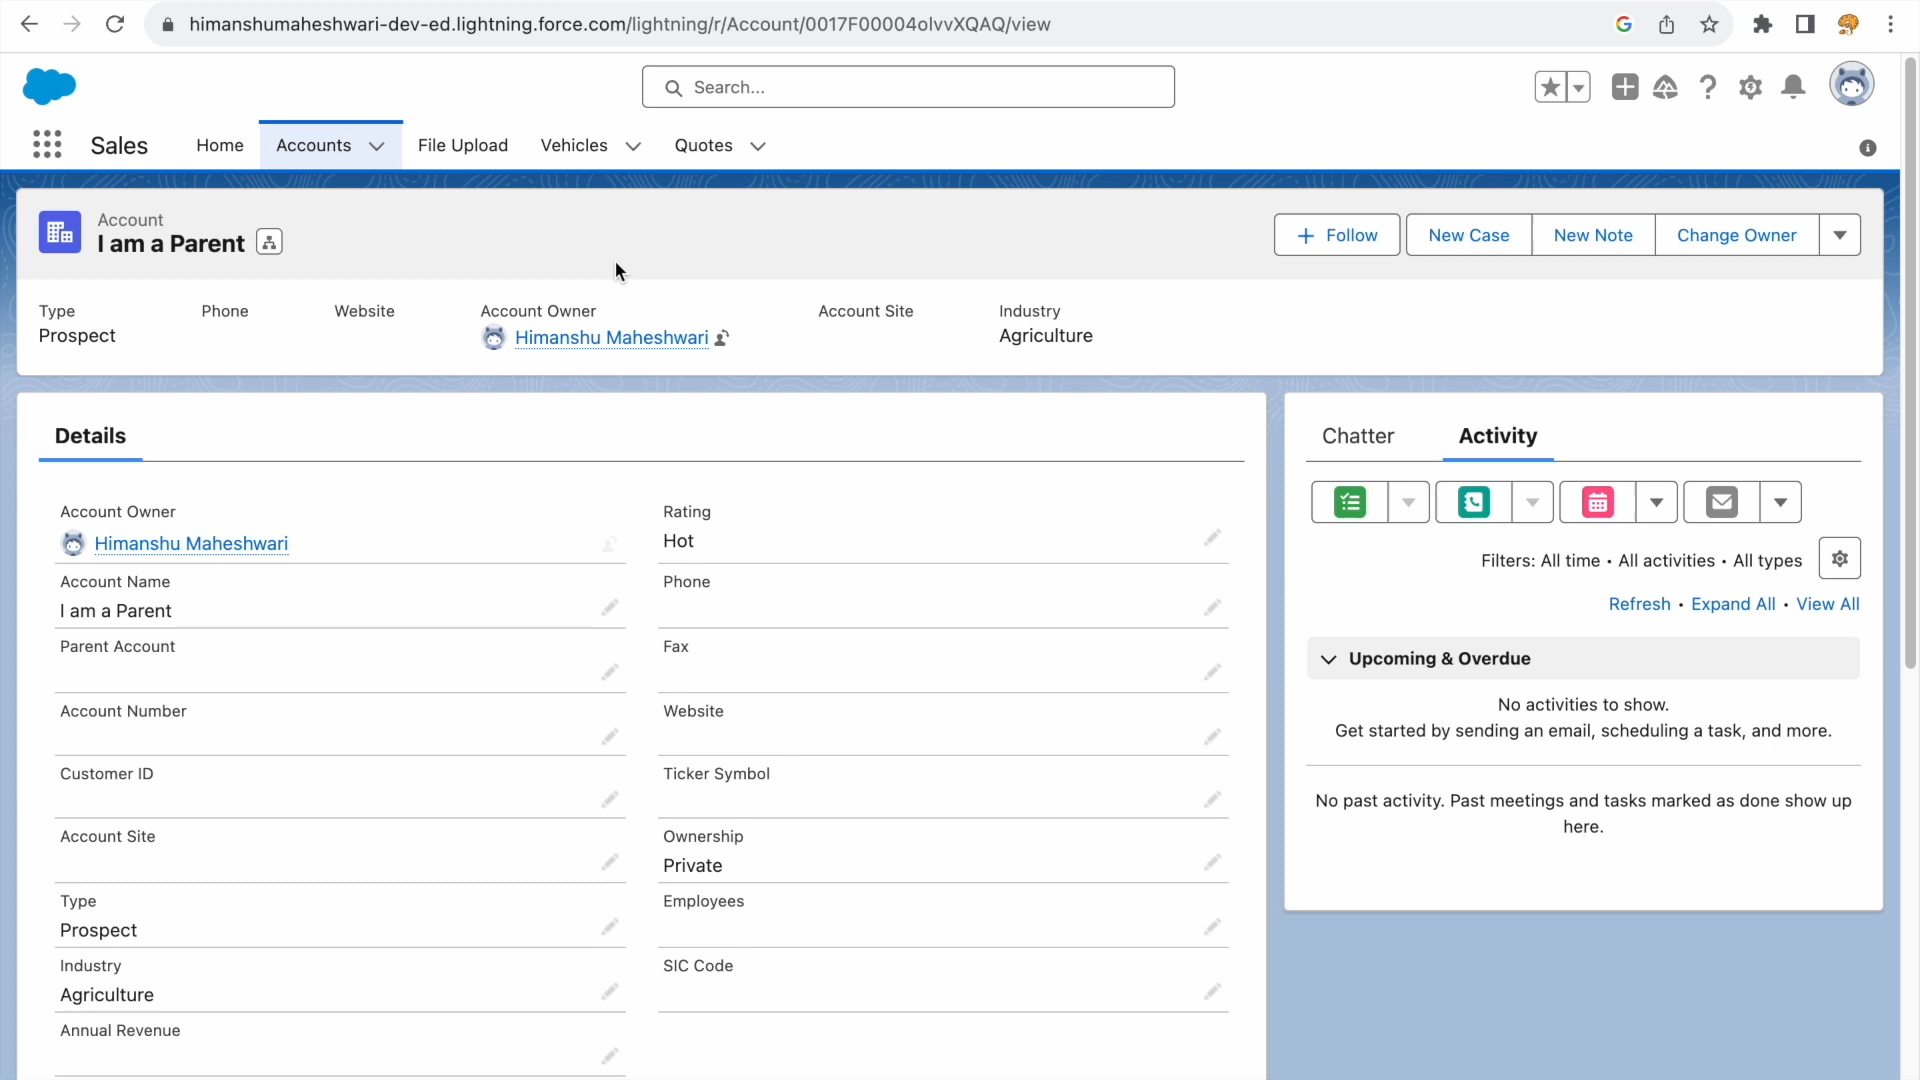 himanshumaheshwari-dev-ed.lightning.force.com/lightning/r/Account/0017F00004olvvXQAQ/view
Search...
Sales Home Accounts File Upload Vehicles Quotes
Account
I am a Parent
Follow New Case New Note Change Owner
Type Phone Website Account Owner Account Site Industry
Prospect Himanshu Maheshwari Agriculture
Details
Account Owner
Himanshu Maheshwari
Rating
Hot
Account Name
I am a Parent
Phone
Parent Account
Fax
Account Number
Website
Customer ID
Ticker Symbol
Account Site
Ownership
Private
Type
Prospect
Employees
Industry
Agriculture
SIC Code
Annual Revenue
Chatter Activity
Filters: All time • All activities • All types
Refresh • Expand All • View All
Upcoming & Overdue
No activities to show.
Get started by sending an email, scheduling a task, and more.
No past activity. Past meetings and tasks marked as done show up
here.